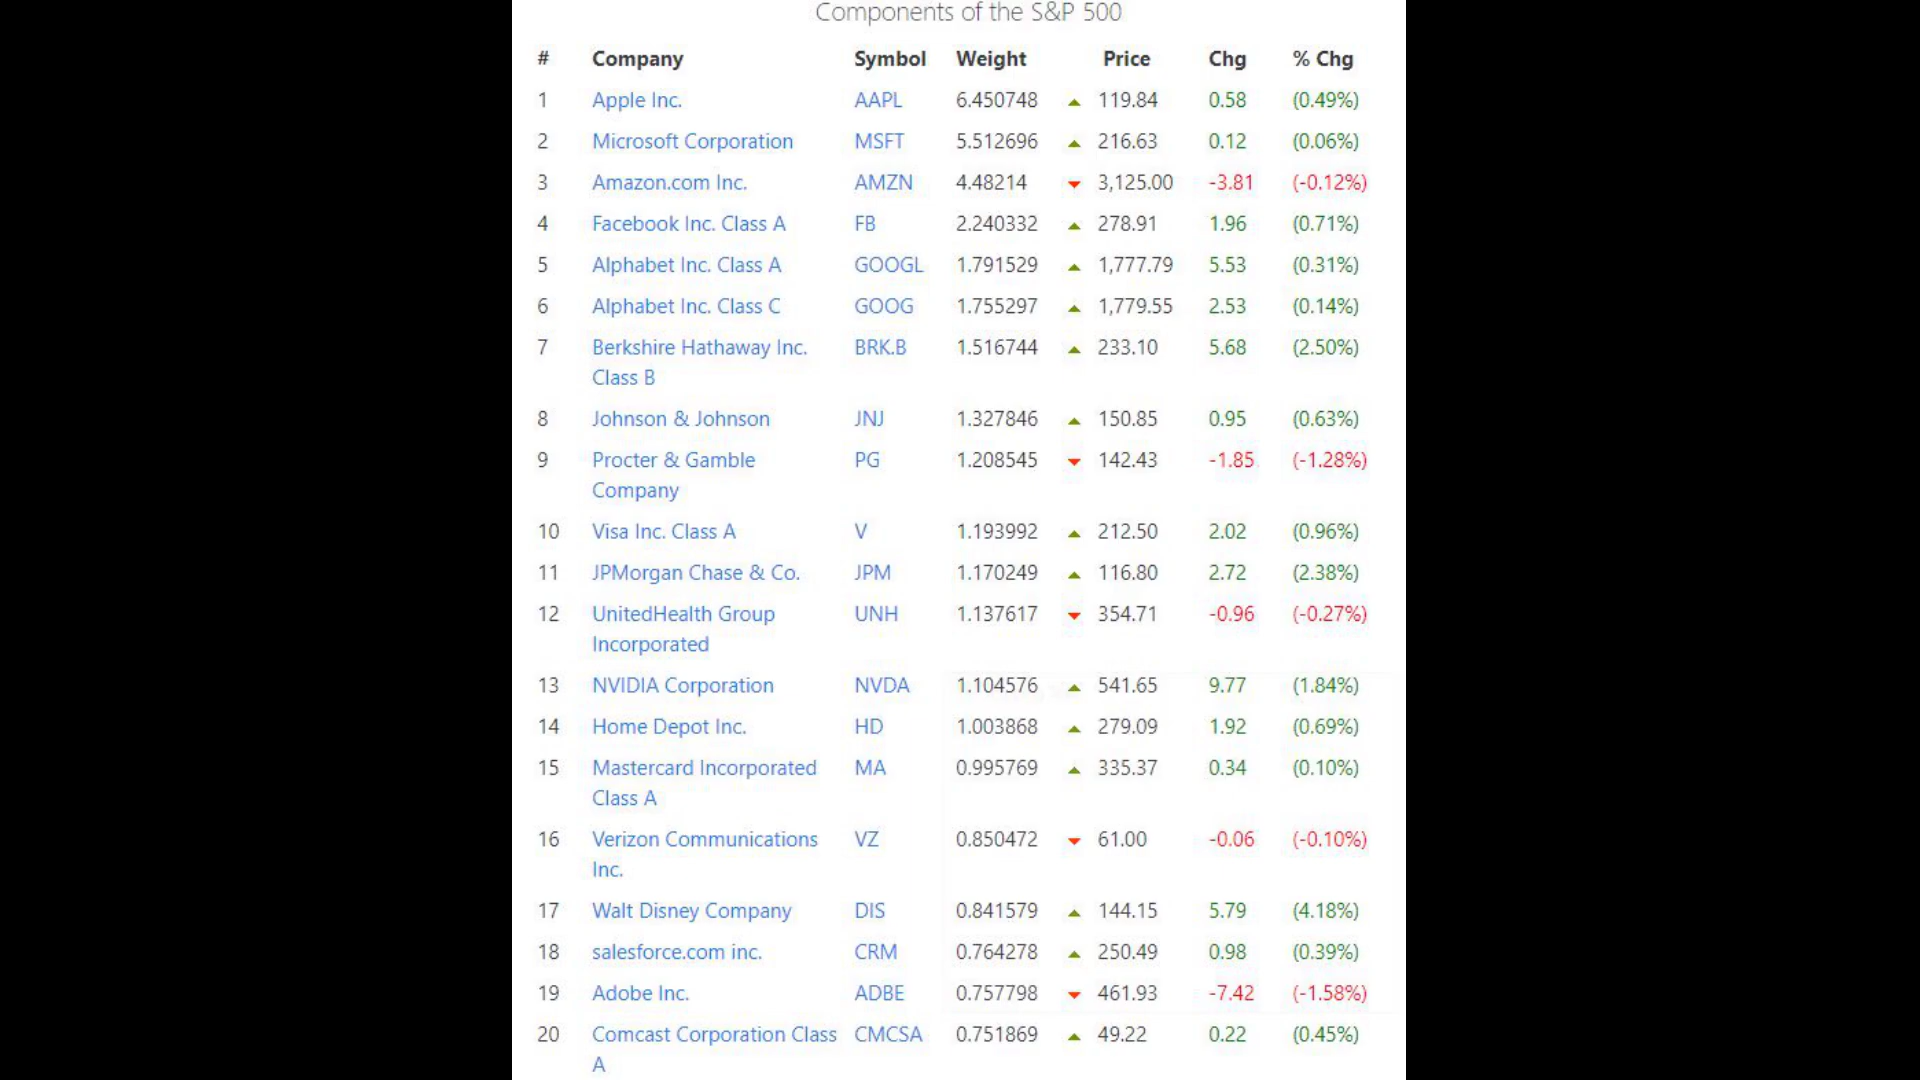 Components of the S&P 500
# Company Symbol Weight Price Chg % Chg
1 Apple Inc. AAPL 6.450748 119.84 0.58 (0.49%)
2 Microsoft Corporation MSFT 5.512696 216.63 0.12 (0.06%)
3 Amazon.com Inc. AMZN 4.48214 3,125.00 -3.81 (-0.12%)
4 Facebook Inc. Class A FB 2.240332 278.91 1.96 (0.71%)
5 Alphabet Inc. Class A GOOGL 1.791529 1,777.79 5.53 (0.31%)
6 Alphabet Inc. Class C GOOG 1.755297 1,779.55 2.53 (0.14%)
7 Berkshire Hathaway Inc. BRK.B 1.516744 233.10 5.68 (2.50%)
Class B
8 Johnson & Johnson JNJ 1.327846 150.85 0.95 (0.63%)
9 Procter & Gamble PG 1.208545 142.43 -1.85 (-1.28%)
Company
10 Visa Inc. Class A V 1.193992 212.50 2.02 (0.96%)
11 JPMorgan Chase & Co. JPM 1.170249 116.80 2.72 (2.38%)
12 UnitedHealth Group UNH 1.137617 354.71 -0.96 (-0.27%)
Incorporated
13 NVIDIA Corporation NVDA 1.104576 541.65 9.77 (1.84%)
14 Home Depot Inc. HD 1.003868 279.09 1.92 (0.69%)
15 Mastercard Incorporated MA 0.995769 335.37 0.34 (0.10%)
Class A
16 Verizon Communications VZ 0.850472 61.00 -0.06 (-0.10%)
Inc.
17 Walt Disney Company DIS 0.841579 144.15 5.79 (4.18%)
18 salesforce.com inc. CRM 0.764278 250.49 0.98 (0.39%)
19 Adobe Inc. ADBE 0.757798 461.93 -7.42 (-1.58%)
20 Comcast Corporation Class CMCSA 0.751869 49.22 0.22 (0.45%)
A